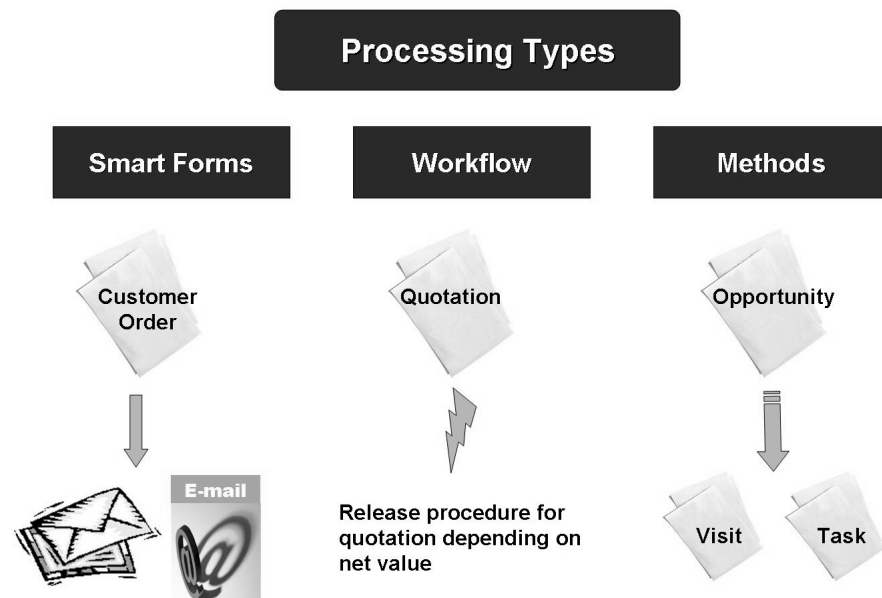 Processing Types
Smart Forms
Workflow
Methods
Customer
Order
Quotation
Opportunity
E-mail
@
Release procedure for
quotation depending on
net value
Visit
Task